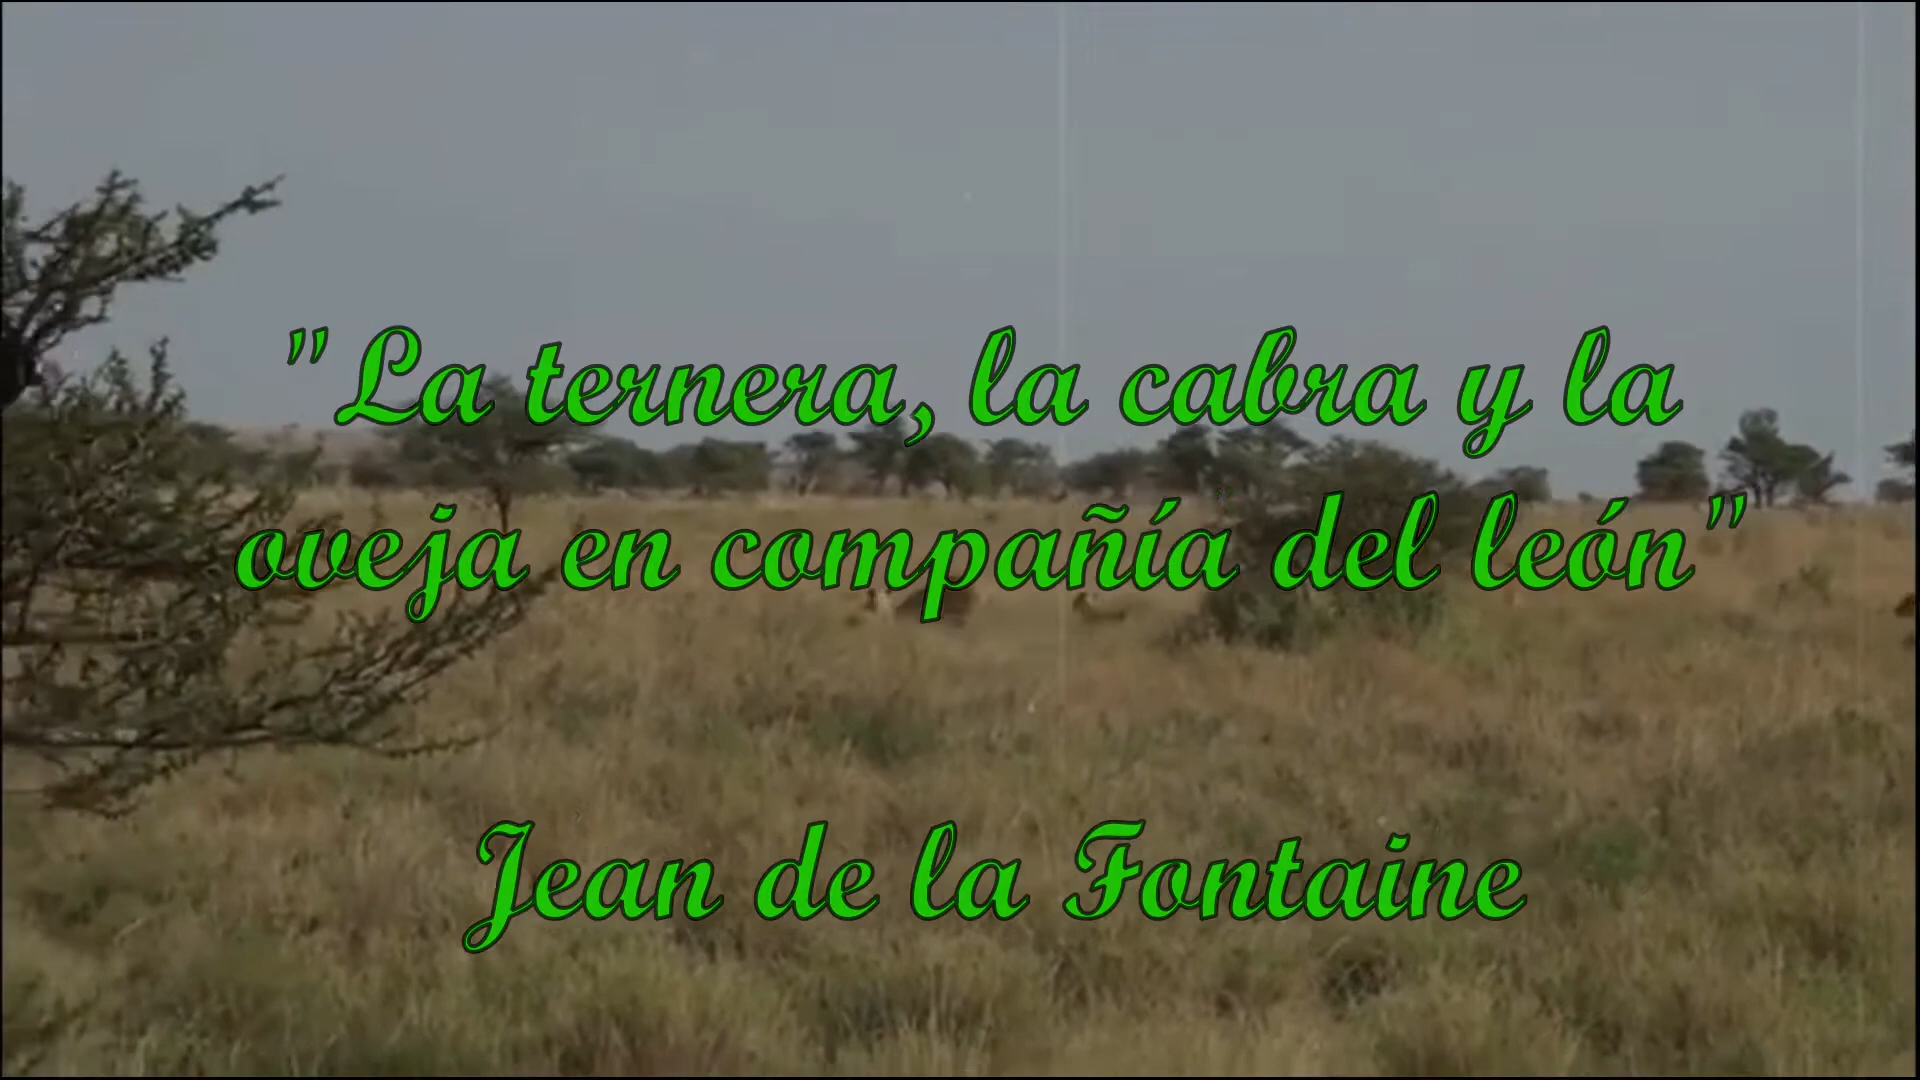 "La ternera, la cabra y la
oveja en compañía del león"
Jean de la Fontaine